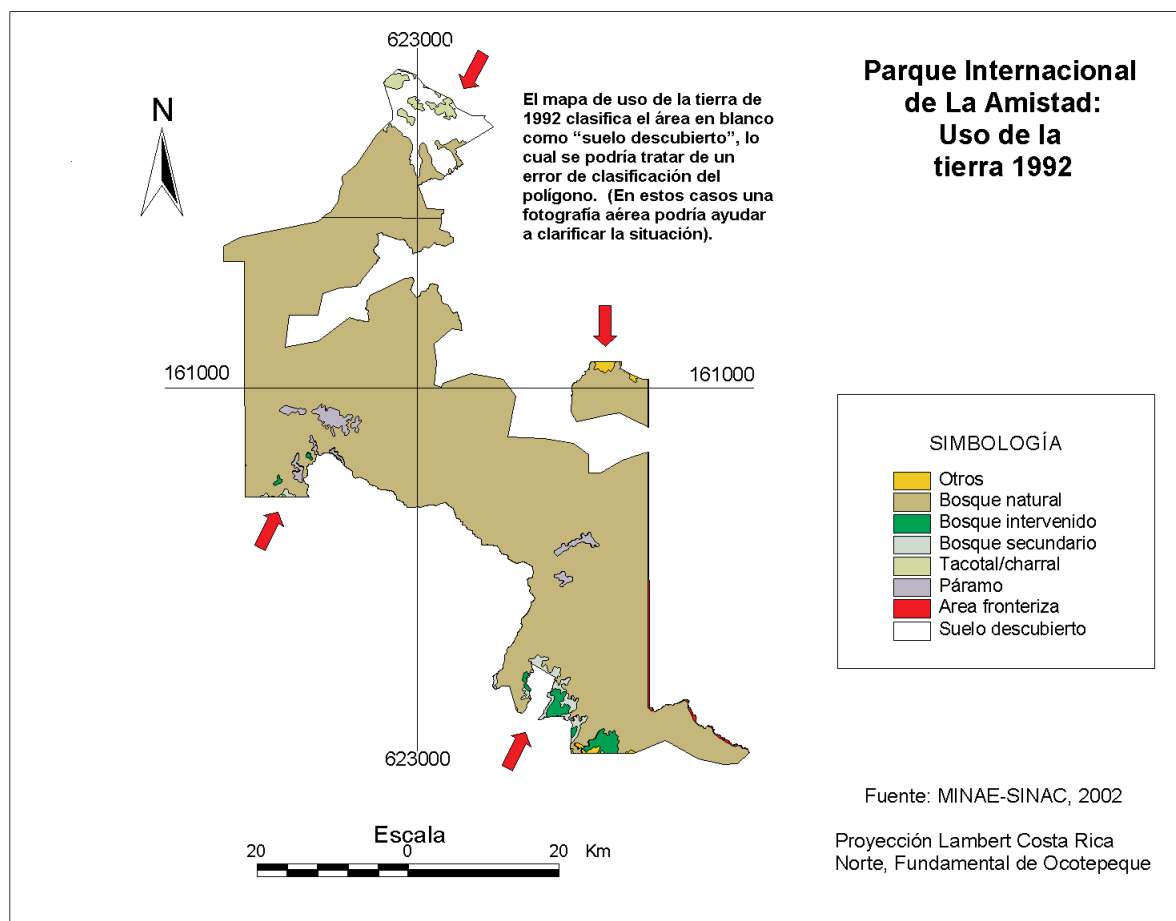 623000
Parque Internacional
de La Amistad:
Uso de la
tierra 1992
N
El mapa de uso de la tierra de
1992 clasifica el área en blanco
como “suelo descubierto”, lo
cual se podría tratar de un
error de clasificación del
polígono. (En estos casos una
fotografía aérea podría ayudar
a clarificar la situación).
161000
161000
SIMBOLOGÍA
Otros
Bosque natural
Bosque intervenido
Bosque secundario
Tacotal/charral
Páramo
Area fronteriza
Suelo descubierto
623000
Fuente: MINAE-SINAC, 2002
Escala
20 0 20 Km
Proyección Lambert Costa Rica
Norte, Fundamental de Ocotepeque